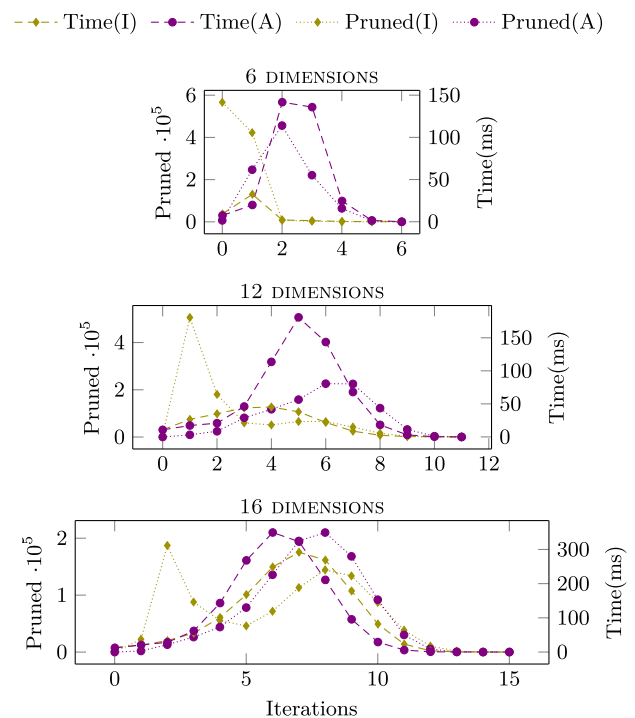 Time(I) Time(A) Pruned(I) Pruned(A)
6 DIMENSIONS
Pruned ·10^5
6
4
2
0
150
100
50
0
Time(ms)
0 2 4 6
12 DIMENSIONS
Pruned ·10^5
4
2
0
150
100
50
0
Time(ms)
0 2 4 6 8 10 12
16 DIMENSIONS
Pruned ·10^5
2
1
0
300
200
100
0
Time(ms)
0 5 10 15
Iterations